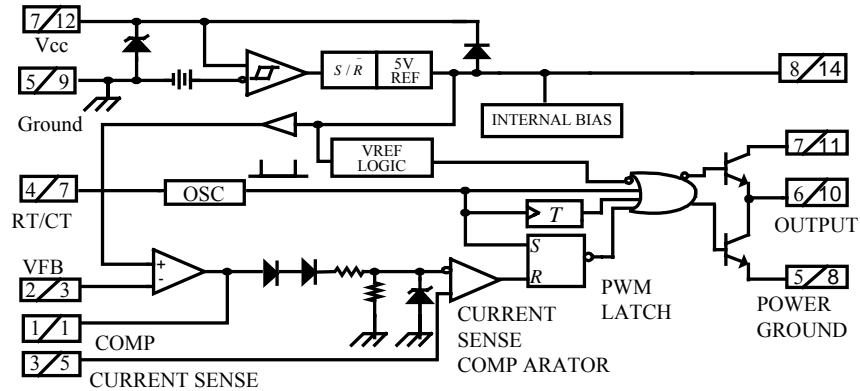 7/12
Vcc
5/9
Ground
S/R̄
5V
REF
8/14
INTERNAL BIAS
VREF
LOGIC
7/11
4/7
RT/CT
OSC
T
6/10
OUTPUT
VFB
2/3
+
-
S
R
PWM
LATCH
5/8
POWER
GROUND
1/1
COMP
CURRENT
SENSE
COMP ARATOR
3/5
CURRENT SENSE